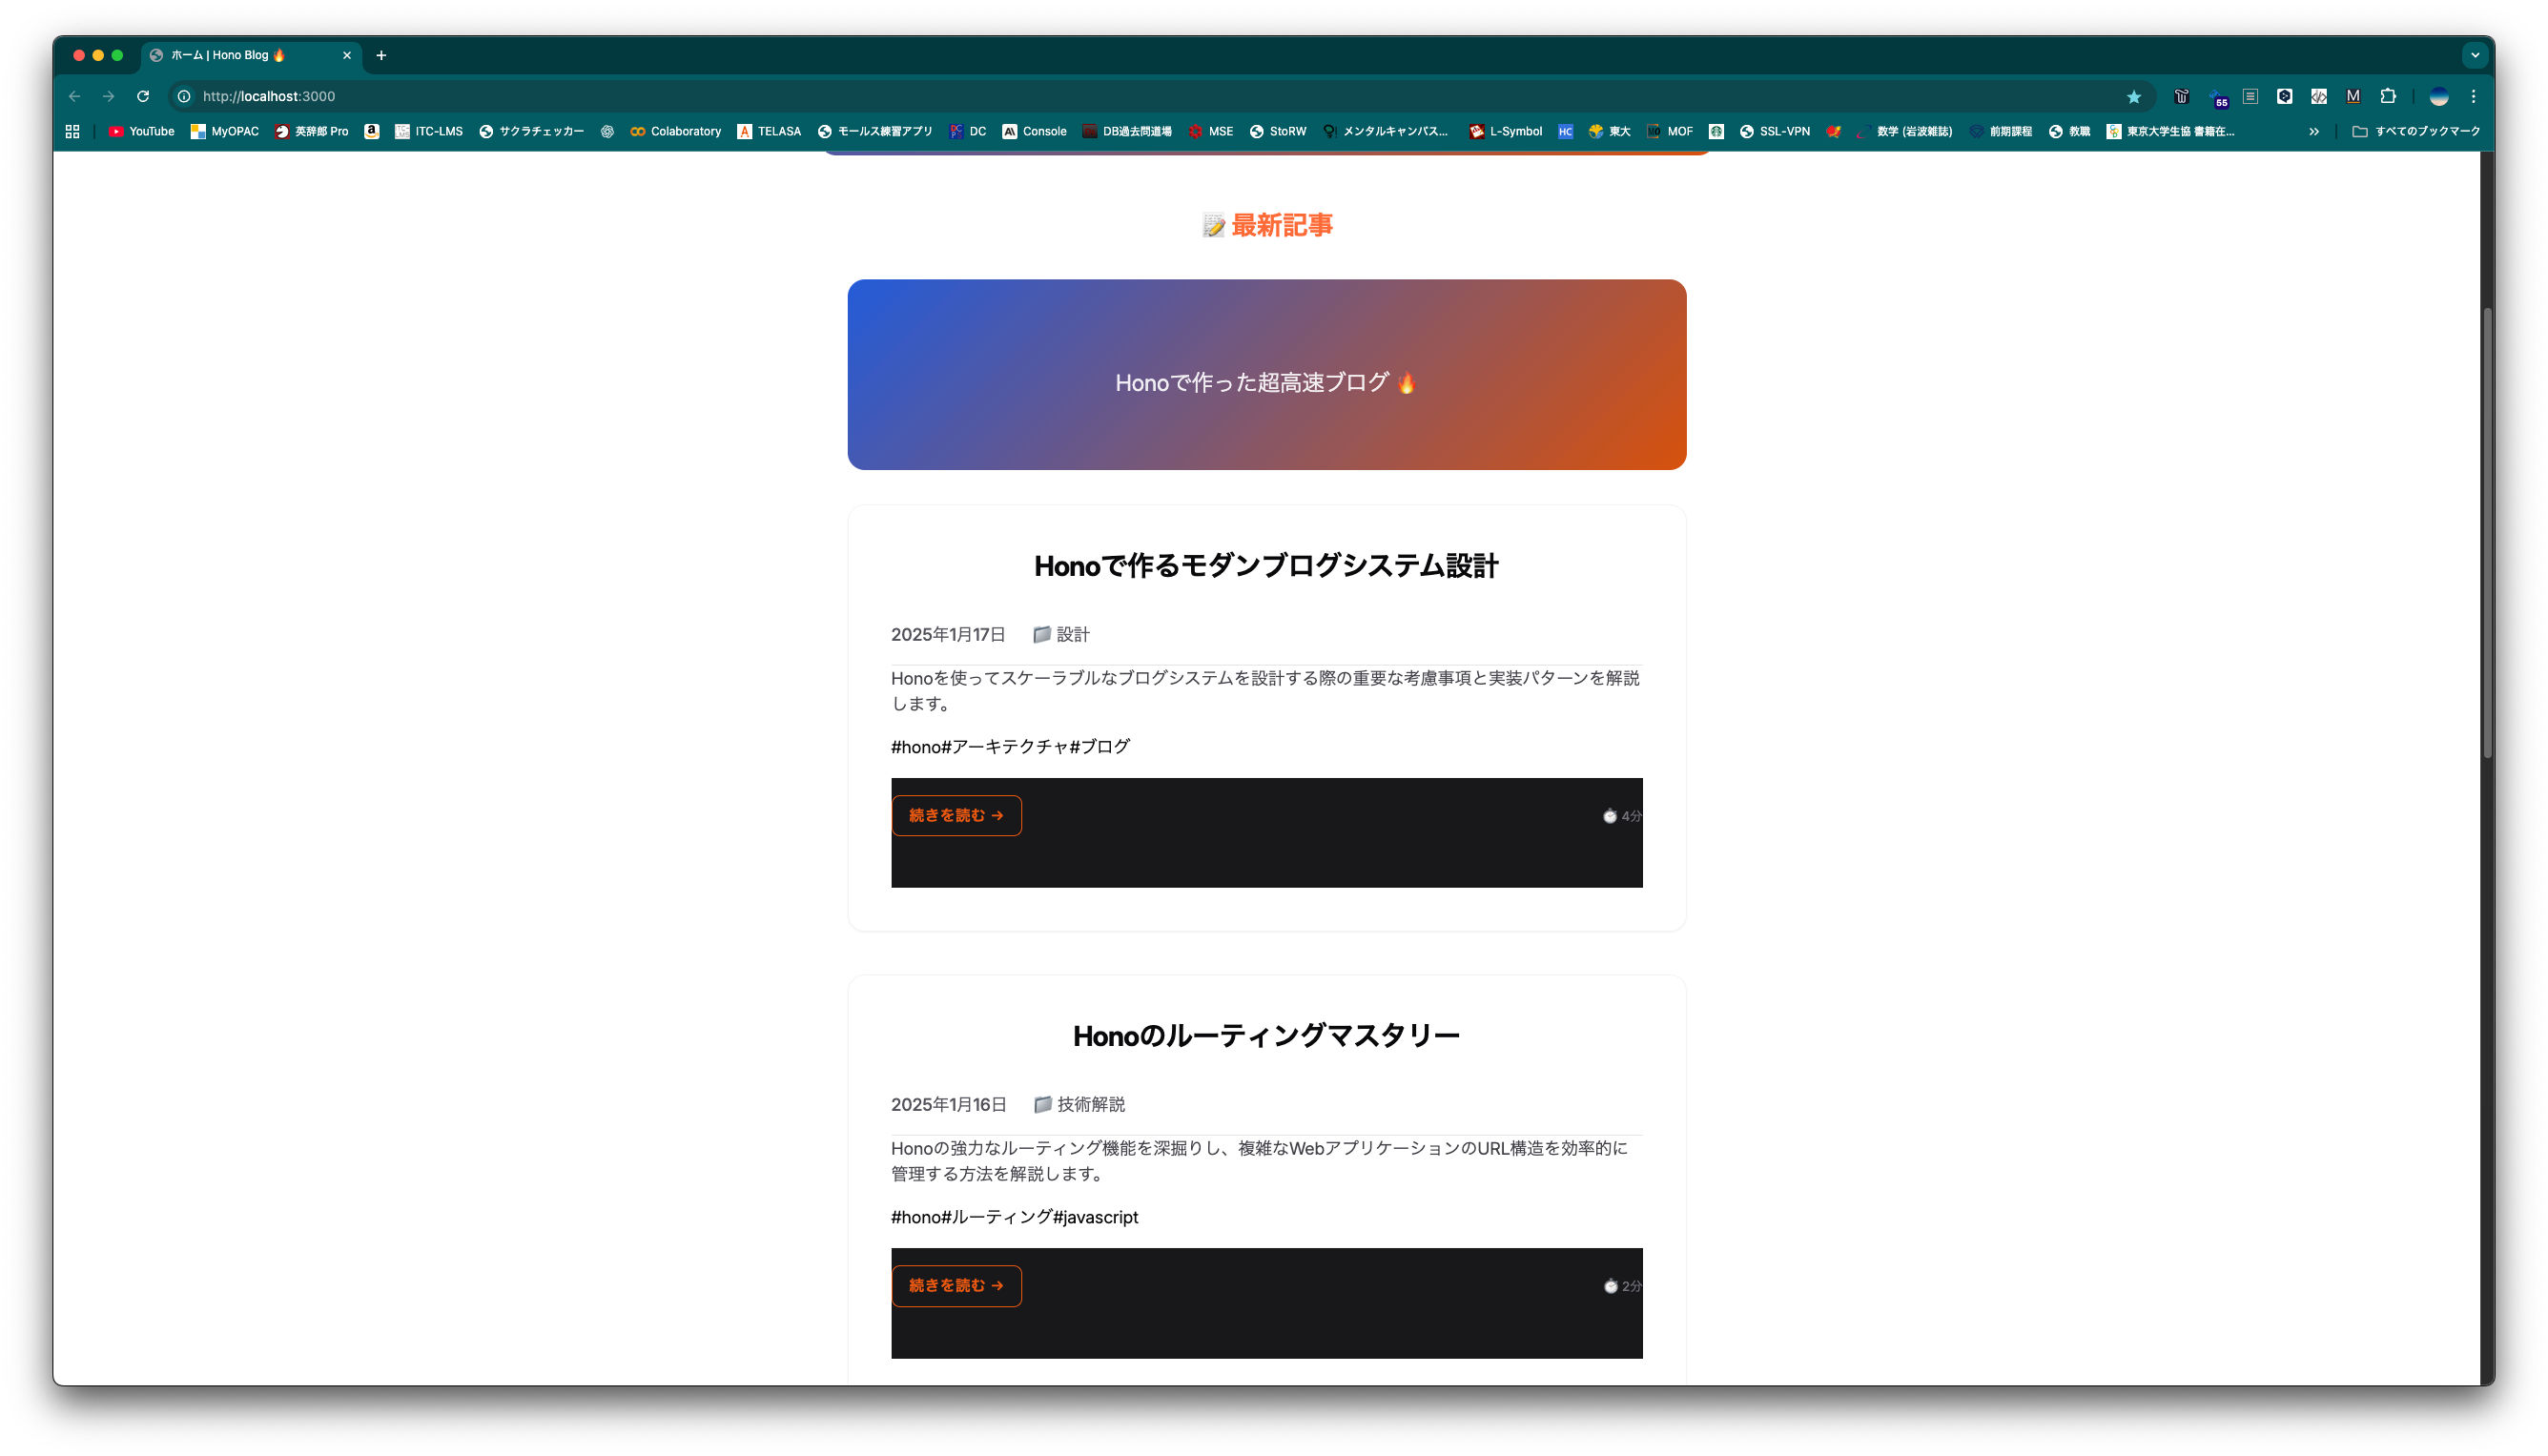 ホーム | Hono Blog 🔥
http://localhost:3000
55
YouTube MyOPAC 英辞郎 Pro ITC-LMS サクラチェッカー Colaboratory TELASA モールス練習アプリ DC Console DB過去問道場 MSE StoRW メンタルキャンパス... L-Symbol HC 東大 MOF SSL-VPN 数学 (岩波雑誌) 前期課程 教職 東京大学生協 書籍在... » すべてのブックマーク
📝 最新記事
Honoで作った超高速ブログ 🔥
Honoで作るモダンブログシステム設計
2025年1月17日 📁 設計
Honoを使ってスケーラブルなブログシステムを設計する際の重要な考慮事項と実装パターンを解説
します。
#hono#アーキテクチャ#ブログ
続きを読む → ⏱️ 4分
Honoのルーティングマスタリー
2025年1月16日 📁 技術解説
Honoの強力なルーティング機能を深掘りし、複雑なWebアプリケーションのURL構造を効率的に
管理する方法を解説します。
#hono#ルーティング#javascript
続きを読む → ⏱️ 2分